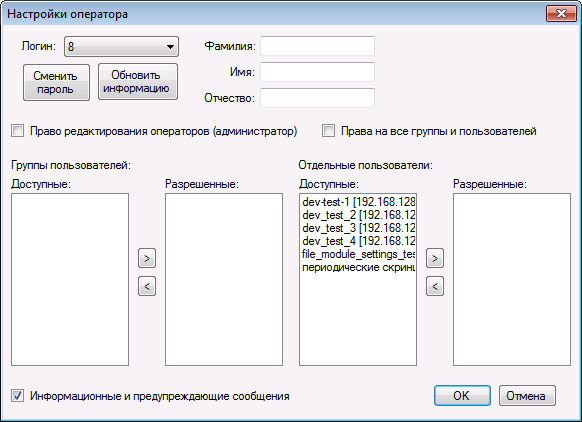 Настройки оператора
Логин: 8
Фамилия:
Сменить пароль
Обновить информацию
Имя:
Отчество:
Право редактирования операторов (администратор)
Права на все группы и пользователей
Группы пользователей:
Отдельные пользователи:
Доступные:
Разрешенные:
Доступные:
Разрешенные:
dev-test-1 [192.168.128
dev_test_2 [192.168.12
dev_test_3 [192.168.12
dev_test_4 [192.168.12
file_module_settings_tes
периодические скринш
>
<
>
<
Информационные и предупреждающие сообщения
OK
Отмена